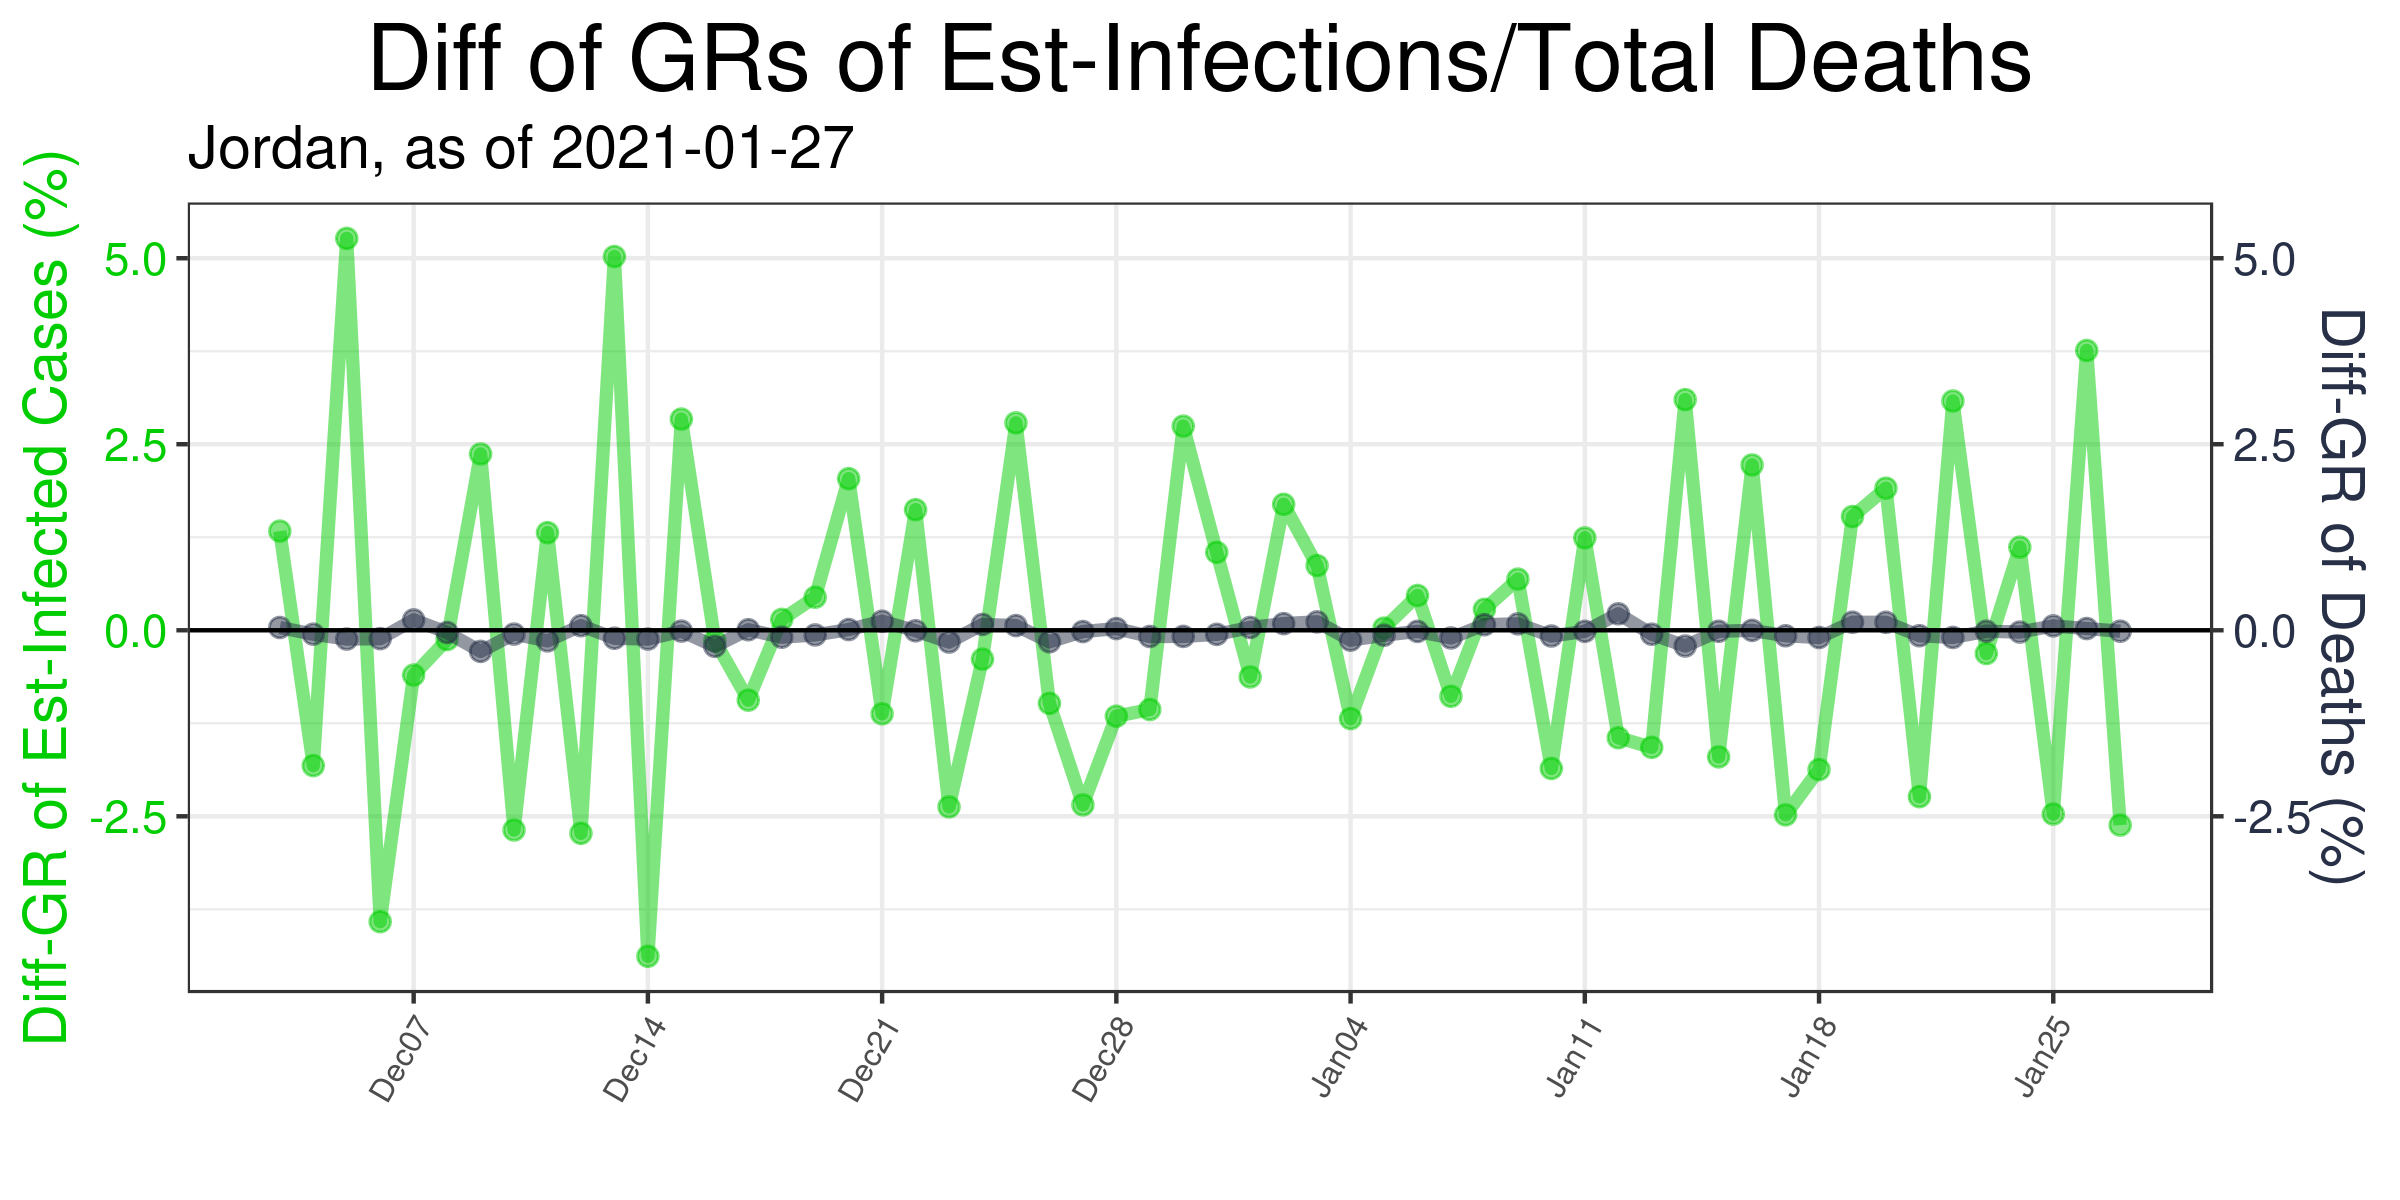 Diff of GRs of Est-Infections/Total Deaths
Jordan, as of 2021-01-27
Diff-GR of Est-Infected Cases (%)
5.0
2.5
0.0
-2.5
5.0
2.5
0.0
-2.5
Diff-GR of Deaths (%)
Dec07
Dec14
Dec21
Dec28
Jan04
Jan11
Jan18
Jan25